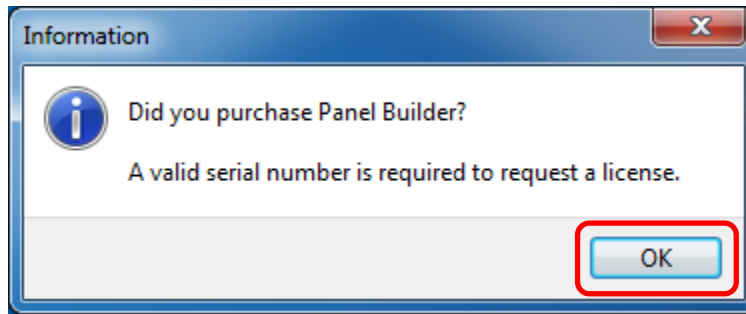 Information
Did you purchase Panel Builder?
A valid serial number is required to request a license.
OK